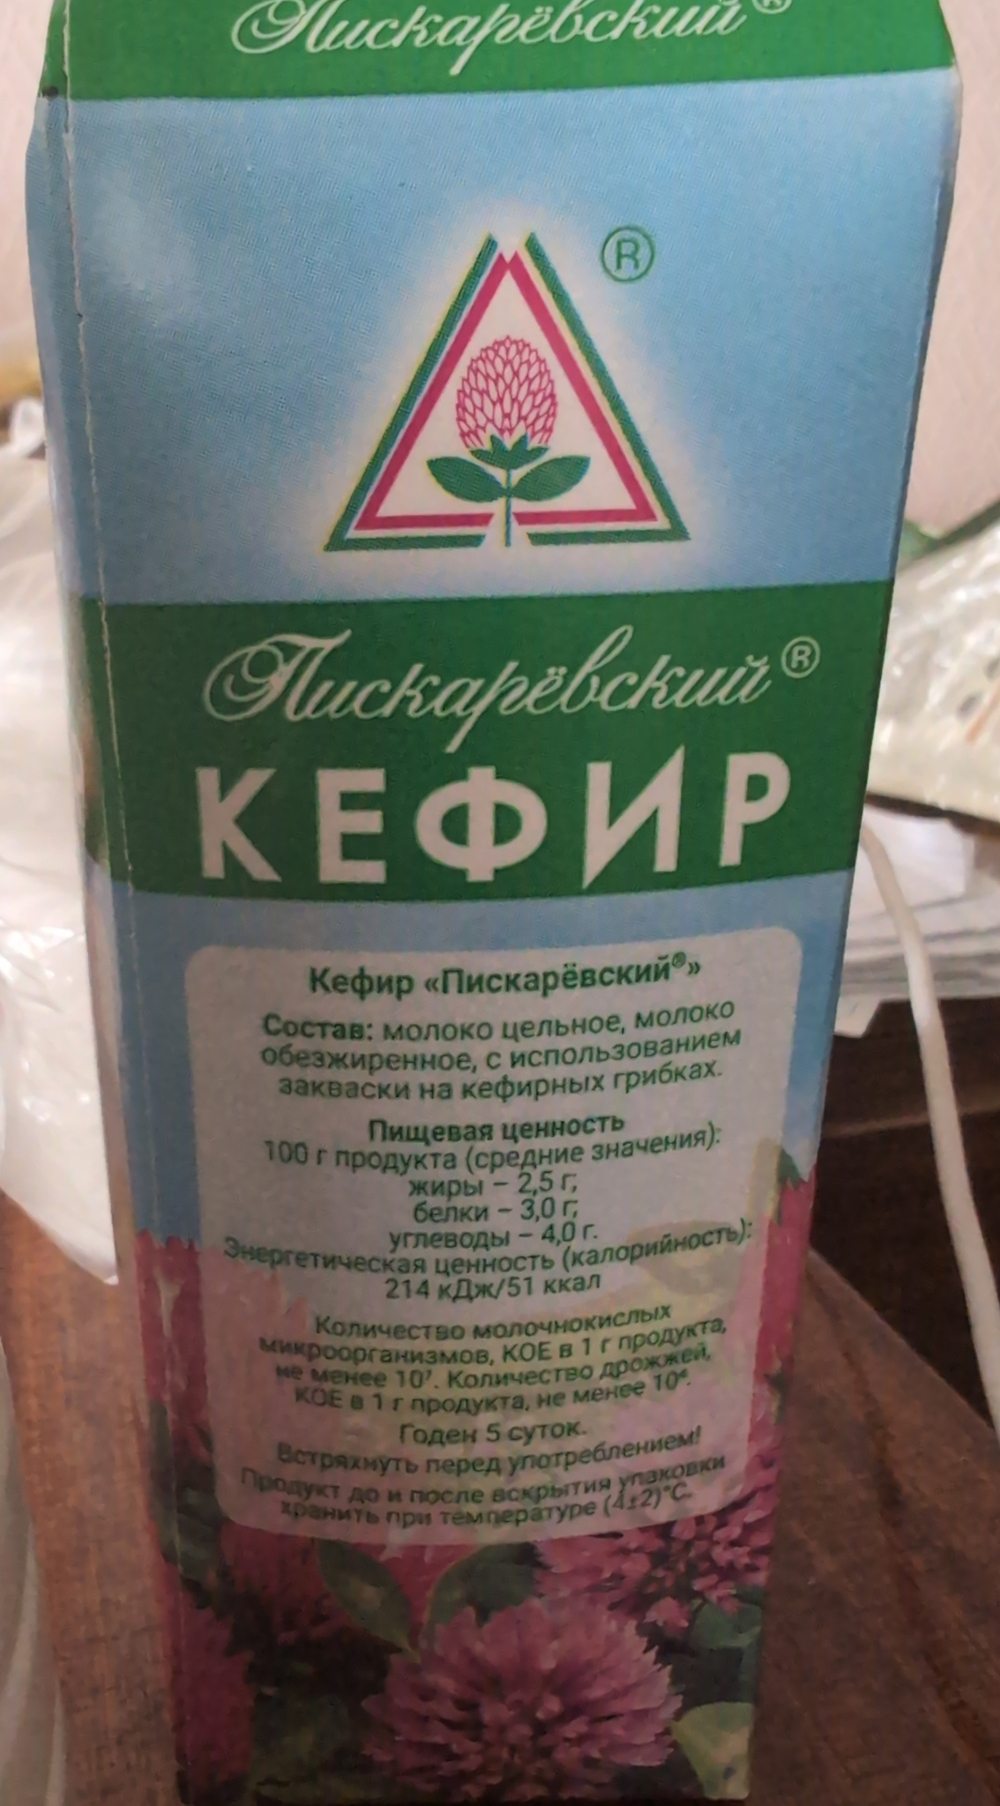 Пискарёвский®
®
Пискарёвский®
КЕФИР
Кефир «Пискарёвский®»
Состав: молоко цельное, молоко
обезжиренное, с использованием
закваски на кефирных грибках.
Пищевая ценность
100 г продукта (средние значения):
жиры – 2,5 г;
белки – 3,0 г;
углеводы – 4,0 г.
Энергетическая ценность (калорийность):
214 кДж/51 ккал
Количество молочнокислых
микроорганизмов, КОЕ в 1 г продукта,
не менее 10⁷. Количество дрожжей,
КОЕ в 1 г продукта, не менее 10⁴.
Годен 5 суток.
Встряхнуть перед употреблением!
Продукт до и после вскрытия упаковки
хранить при температуре (4±2)°С.